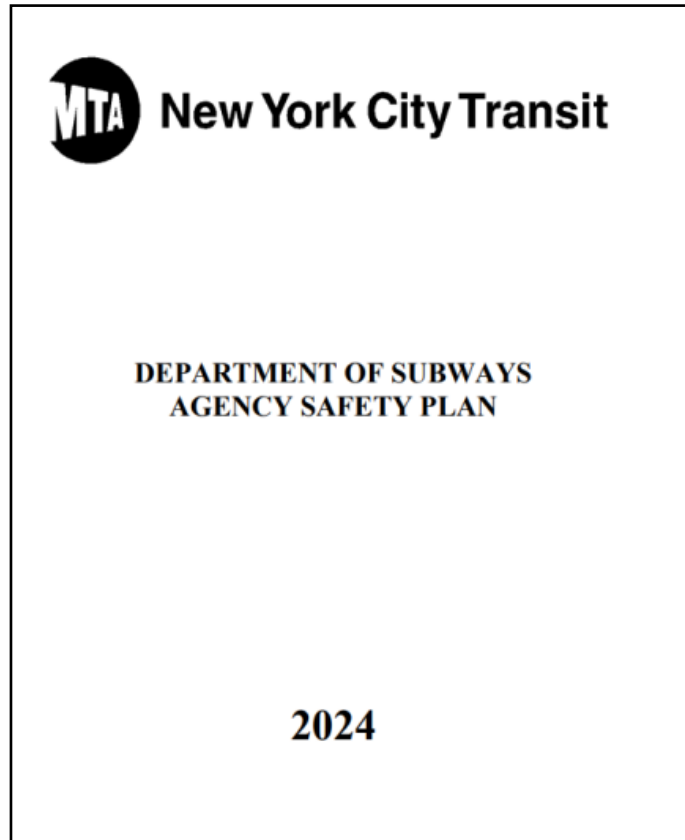 MTA New York City Transit
DEPARTMENT OF SUBWAYS
AGENCY SAFETY PLAN
2024